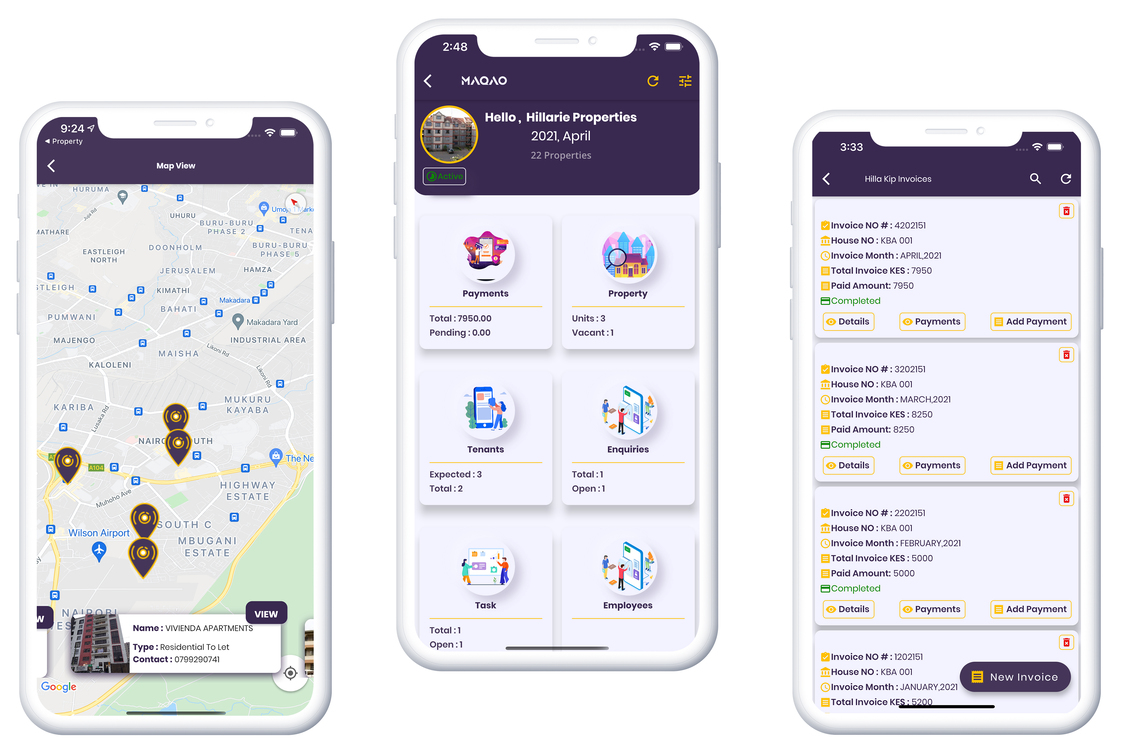 9:24
Property
Map View
HURUMA
UHURU
BURU-BURU
PHASE 2
MATHARE
DOONHOLM
BURU-BURU
PHASE 5
EASTLEIGH
NORTH
JERUSALEM
HAMZA
KIMATHI
Makadara
BAHATI
PUMWANI
Makadara Yard
MAJENGO
INDUSTRIAL AREA
MAISHA
Likoni Rd
KALOLENI
Likoni Rd
MUKURU
KAYABA
KARIBA
Lusaka Rd
The Ne
A104
HIGHWAY
ESTATE
Muhoho Ave
SOUTH C
Wilson Airport
MBUGANI
ESTATE
NAIROBI
VIEW
Name : VIVIENDA APARTMENTS
Type : Residential To Let
Contact : 0799290741
Google
2:48
MAQAO
Hello , Hillarie Properties
2021, April
22 Properties
Active
Payments
Total : 7950.00
Pending : 0.00
Property
Units : 3
Vacant : 1
Tenants
Expected : 3
Total : 2
Enquiries
Total : 1
Open : 1
Task
Total : 1
Open : 1
Employees
3:33
Hilla Kip Invoices
Invoice NO # : 4202151
House NO : KBA 001
Invoice Month : APRIL,2021
Total Invoice KES : 7950
Paid Amount: 7950
Completed
Details Payments Add Payment
Invoice NO # : 3202151
House NO : KBA 001
Invoice Month : MARCH,2021
Total Invoice KES : 8250
Paid Amount: 8250
Completed
Details Payments Add Payment
Invoice NO # : 2202151
House NO : KBA 001
Invoice Month : FEBRUARY,2021
Total Invoice KES : 5000
Paid Amount: 5000
Completed
Details Payments Add Payment
Invoice NO # : 1202151
House NO : KBA 001
Invoice Month : JANUARY,2021
Total Invoice KES : 5200
New Invoice